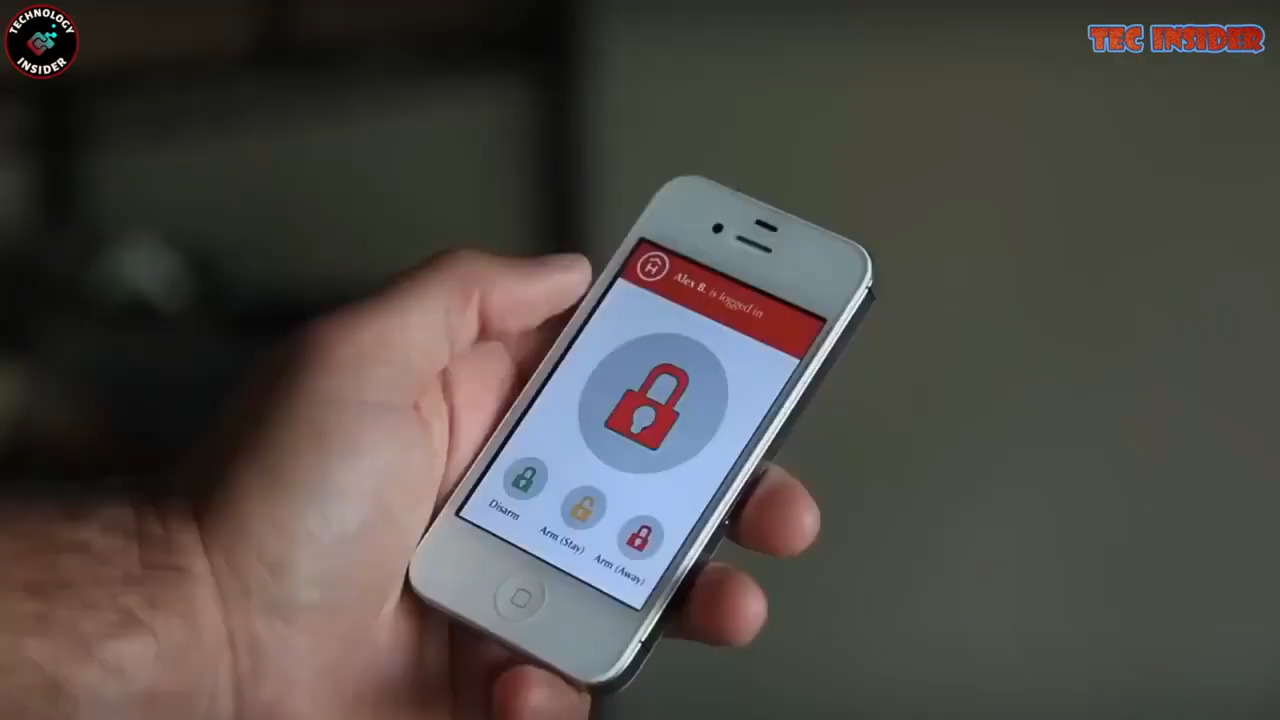 TECHNOLOGY
INSIDER
TEC INSIDER
H
Alex B. is logged in
Disarm
Arm (Stay)
Arm (Away)